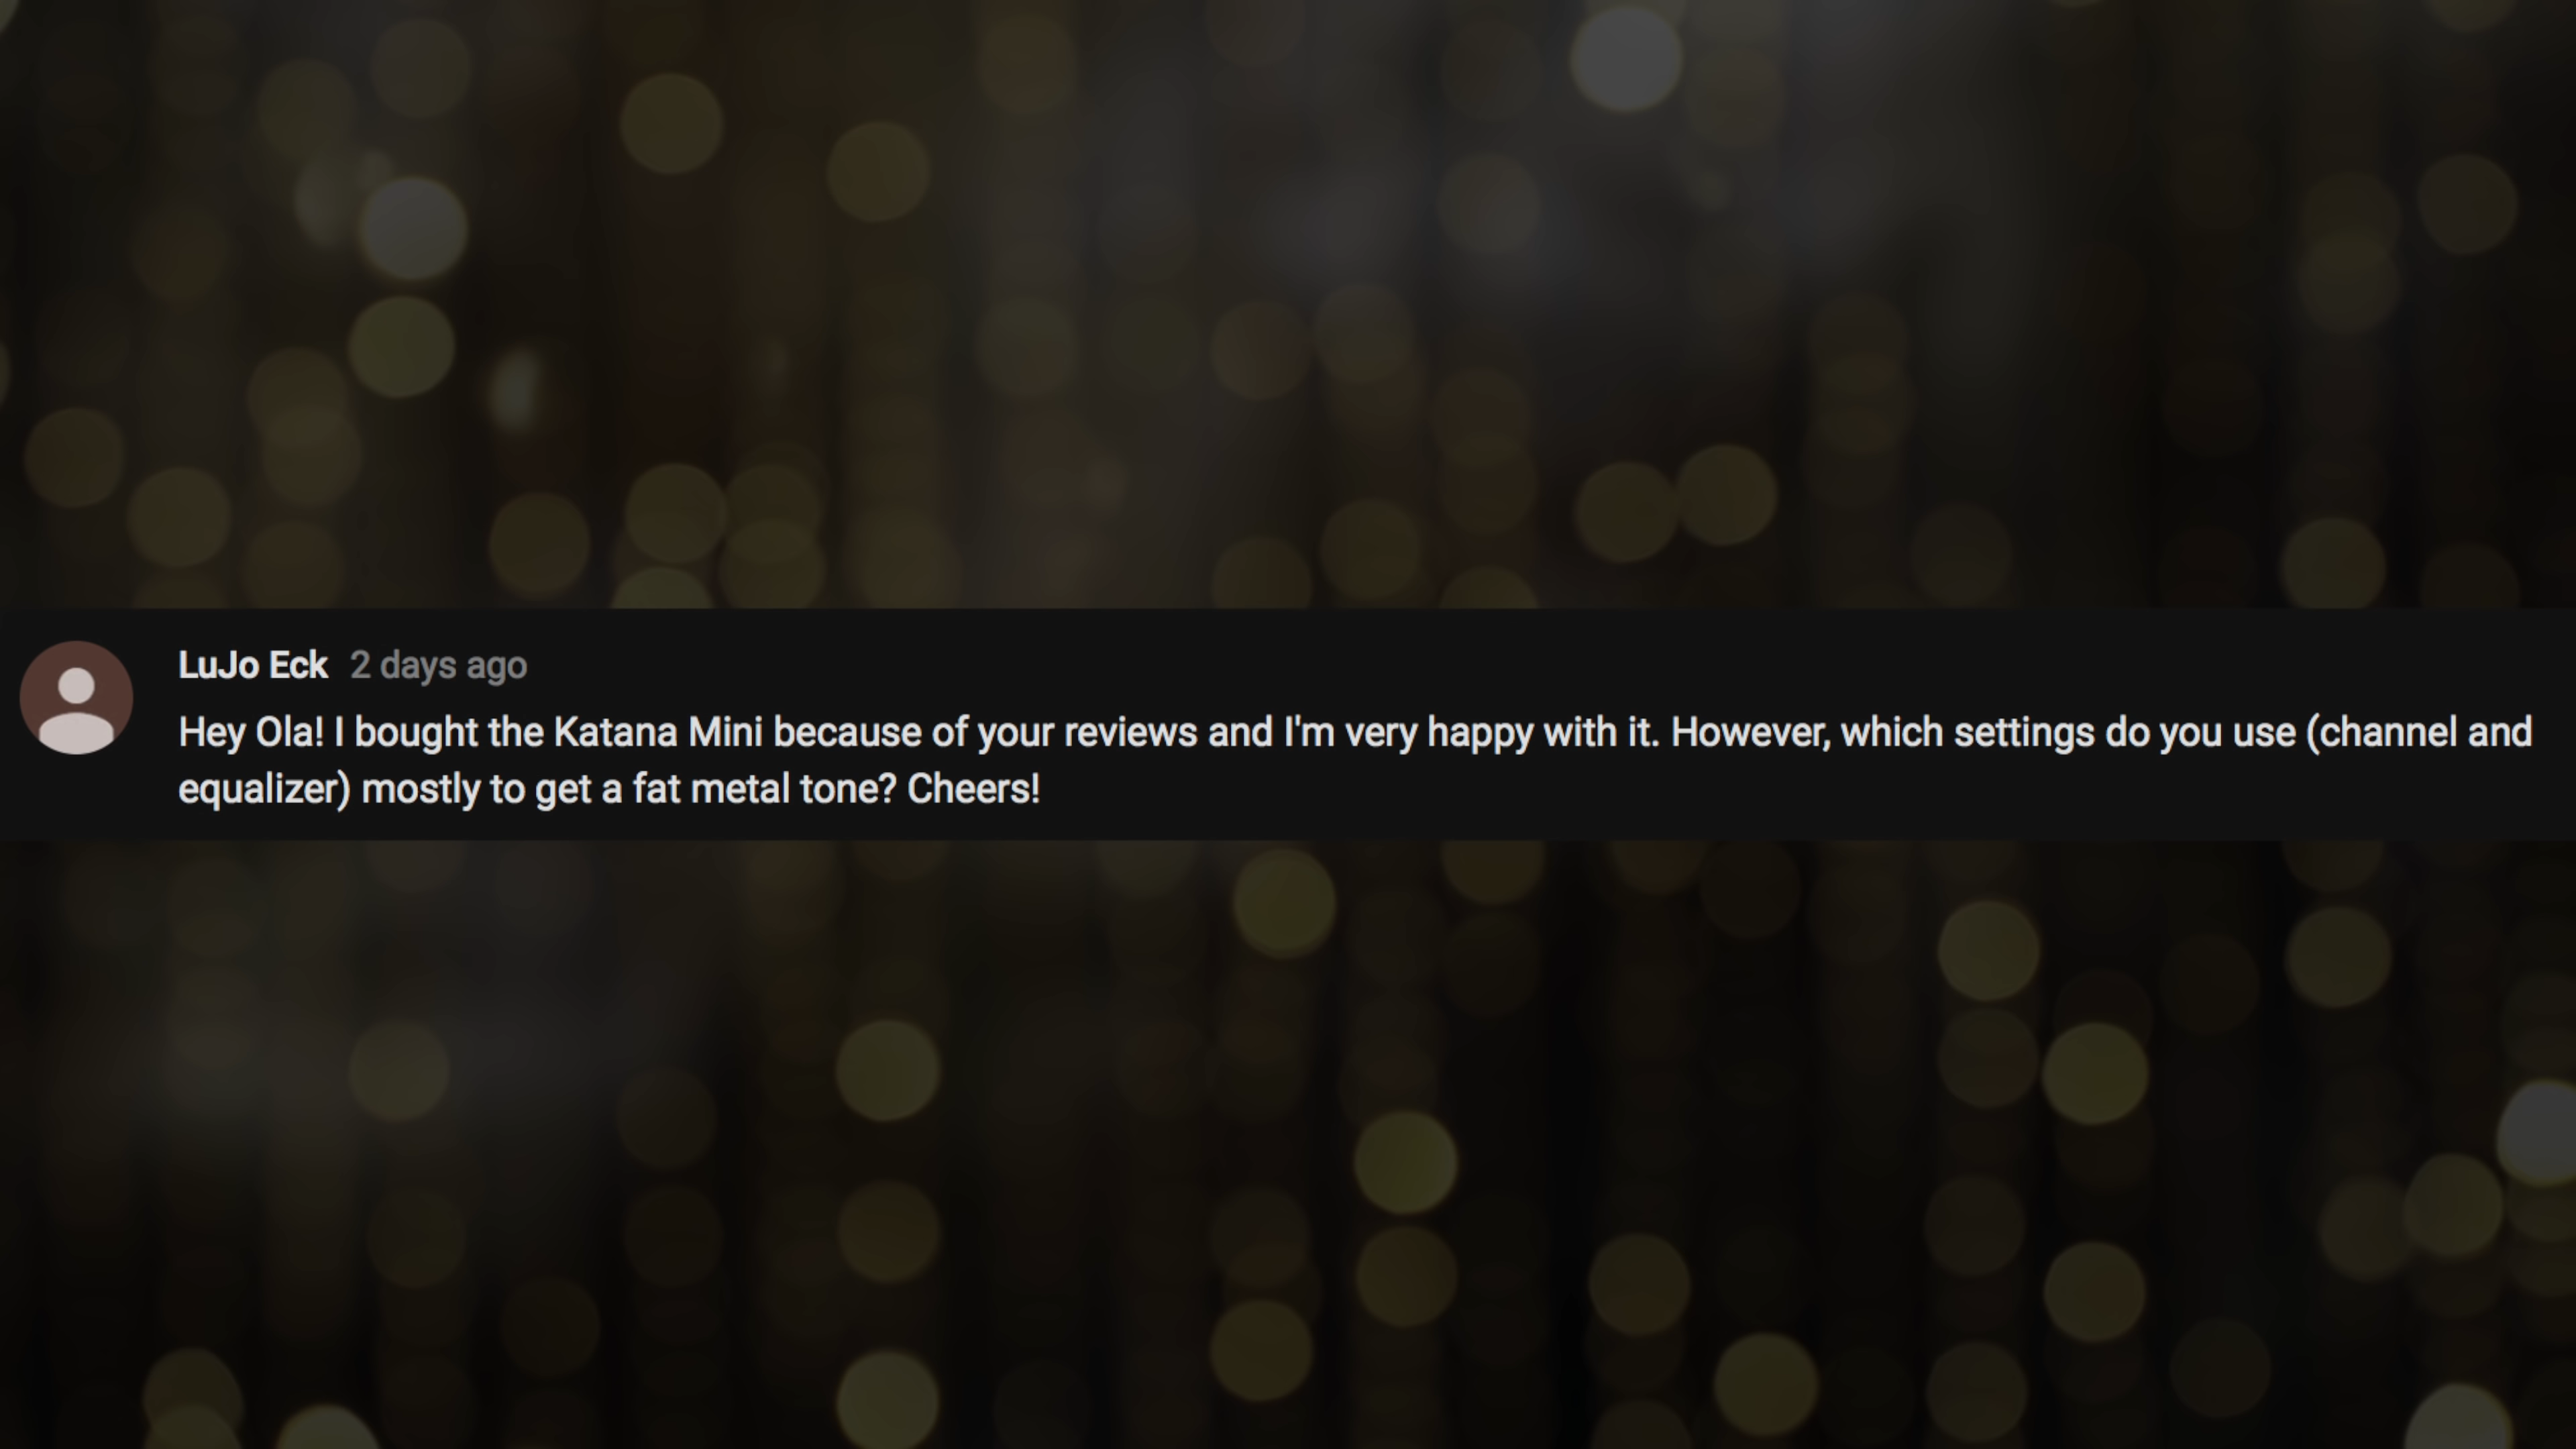 LuJo Eck 2 days ago
Hey Ola! I bought the Katana Mini because of your reviews and I'm very happy with it. However, which settings do you use (channel and
equalizer) mostly to get a fat metal tone? Cheers!